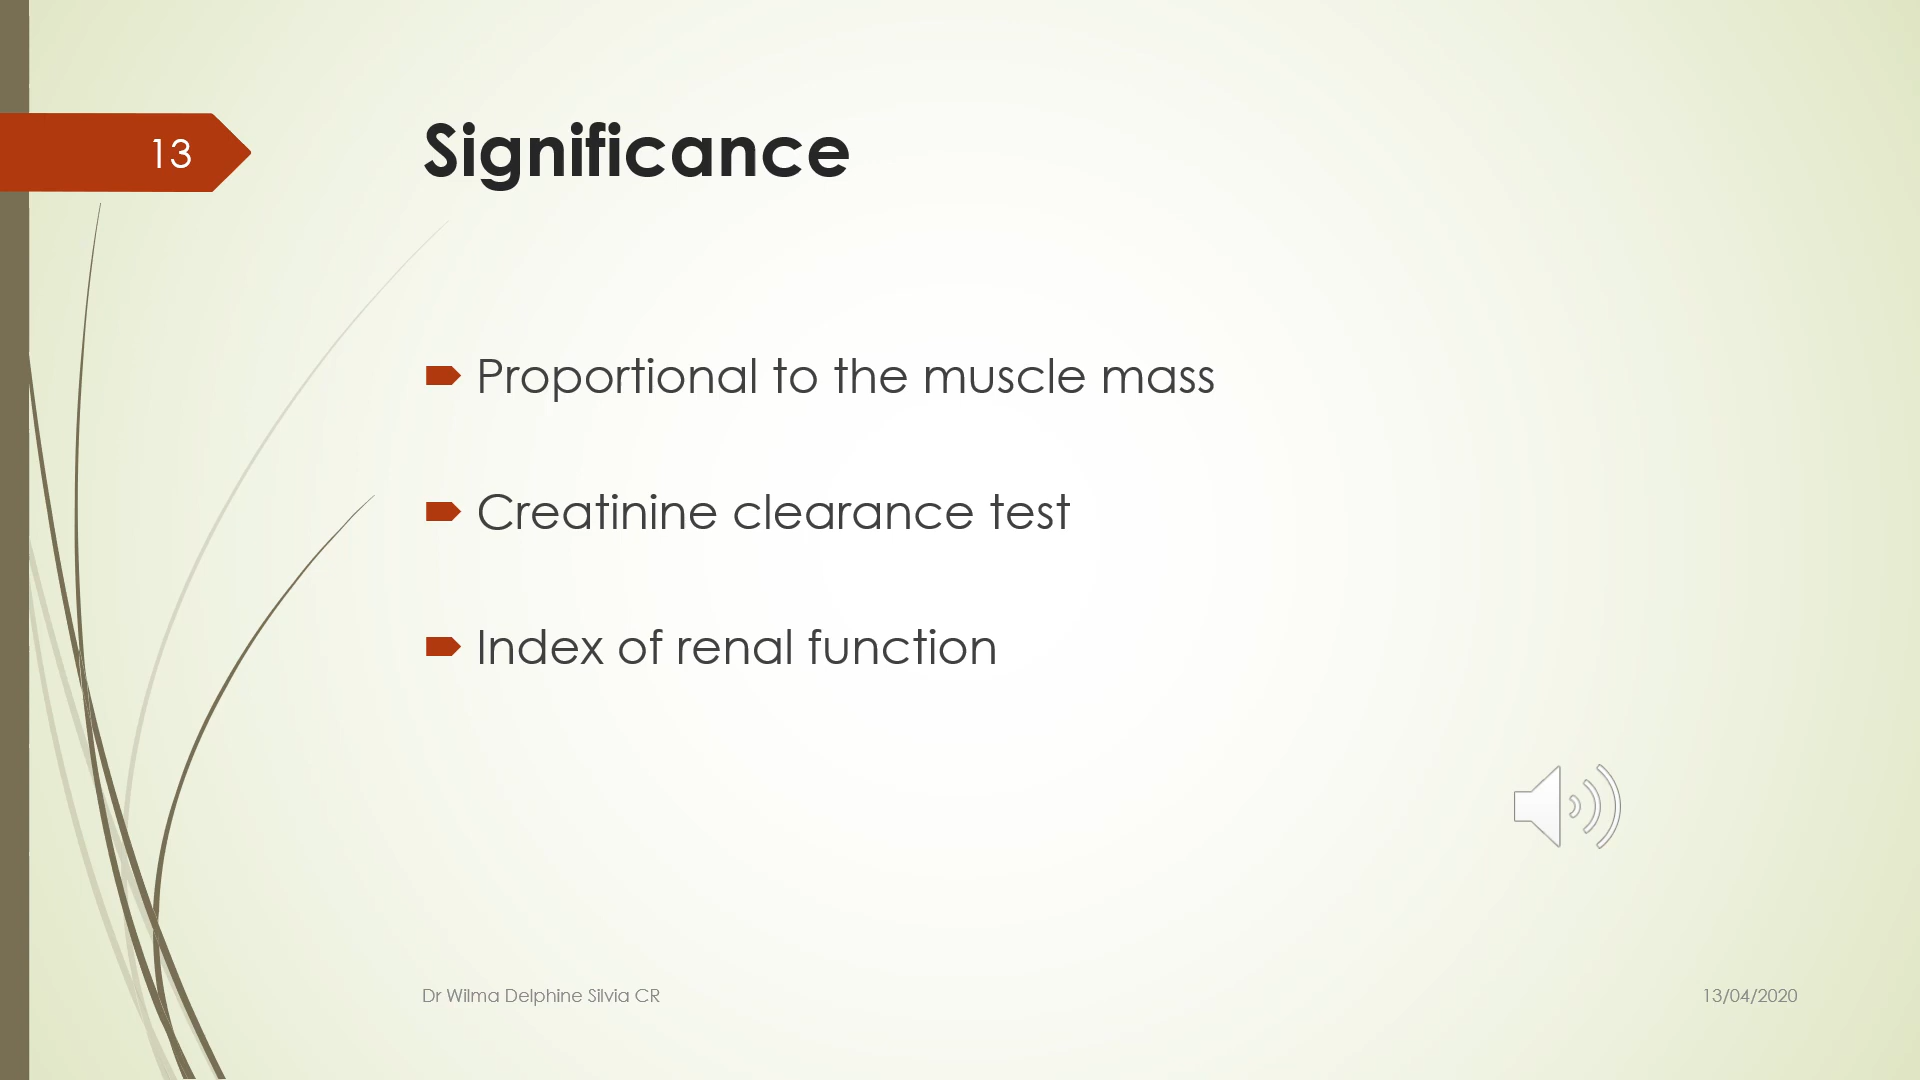 13
Significance
Proportional to the muscle mass
Creatinine clearance test
Index of renal function
Dr Wilma Delphine Silvia CR
13/04/2020